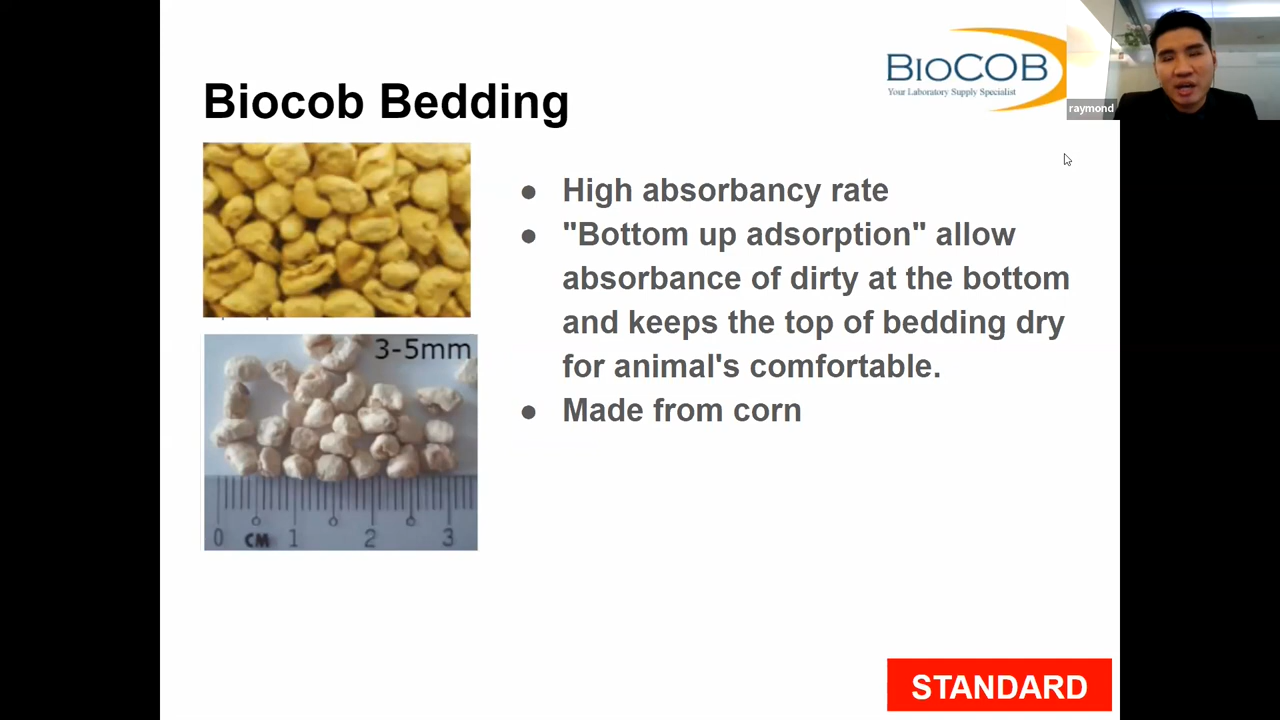 BIOCOB
Your Laboratory Supply Specialist
raymond
Biocob Bedding
3-5mm
0 CM 1 2 3
● High absorbancy rate
● "Bottom up adsorption" allow
absorbance of dirty at the bottom
and keeps the top of bedding dry
for animal's comfortable.
● Made from corn
STANDARD